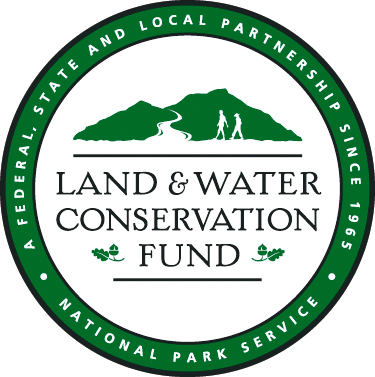 A FEDERAL, STATE AND LOCAL PARTNERSHIP SINCE 1965
LAND & WATER
CONSERVATION
FUND
• NATIONAL PARK SERVICE •